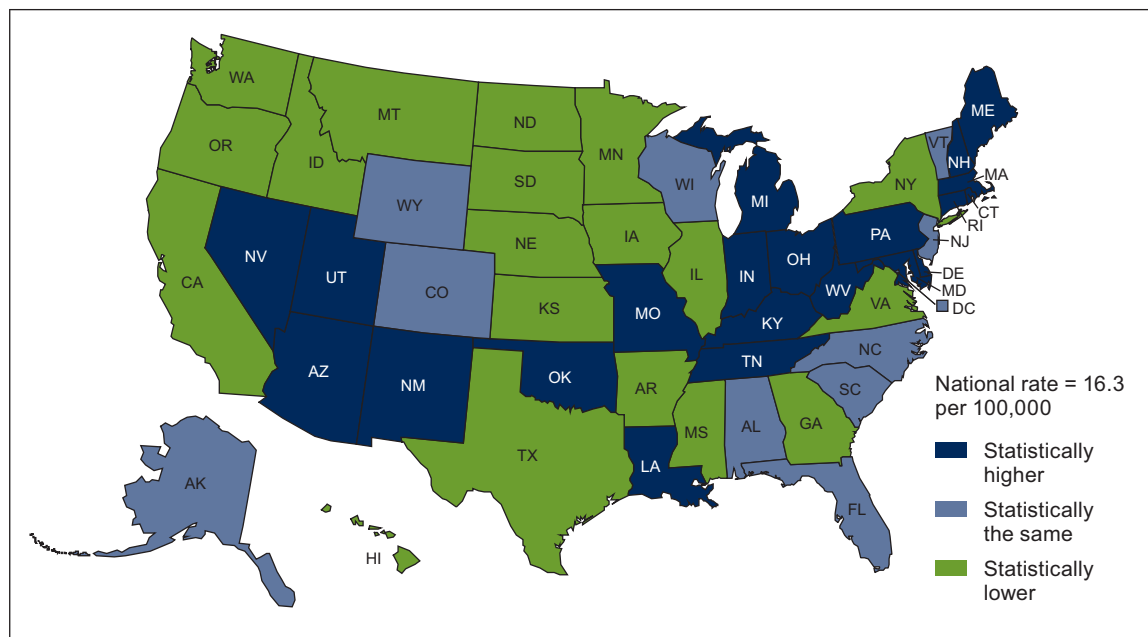 WA
ME
MT
ND
VT
MN
OR
NH
ID
MA
SD
WI
NY
WY
MI
CT
RI
IA
PA
NE
NJ
NV
OH
IL
IN
UT
DE
CA
CO
WV
MD
VA
KS
MO
DC
KY
NC
TN
AZ
OK
NM
AR
SC
National rate = 16.3
per 100,000
MS
AL
GA
TX
LA
Statistically
higher
AK
FL
Statistically
the same
HI
Statistically
lower